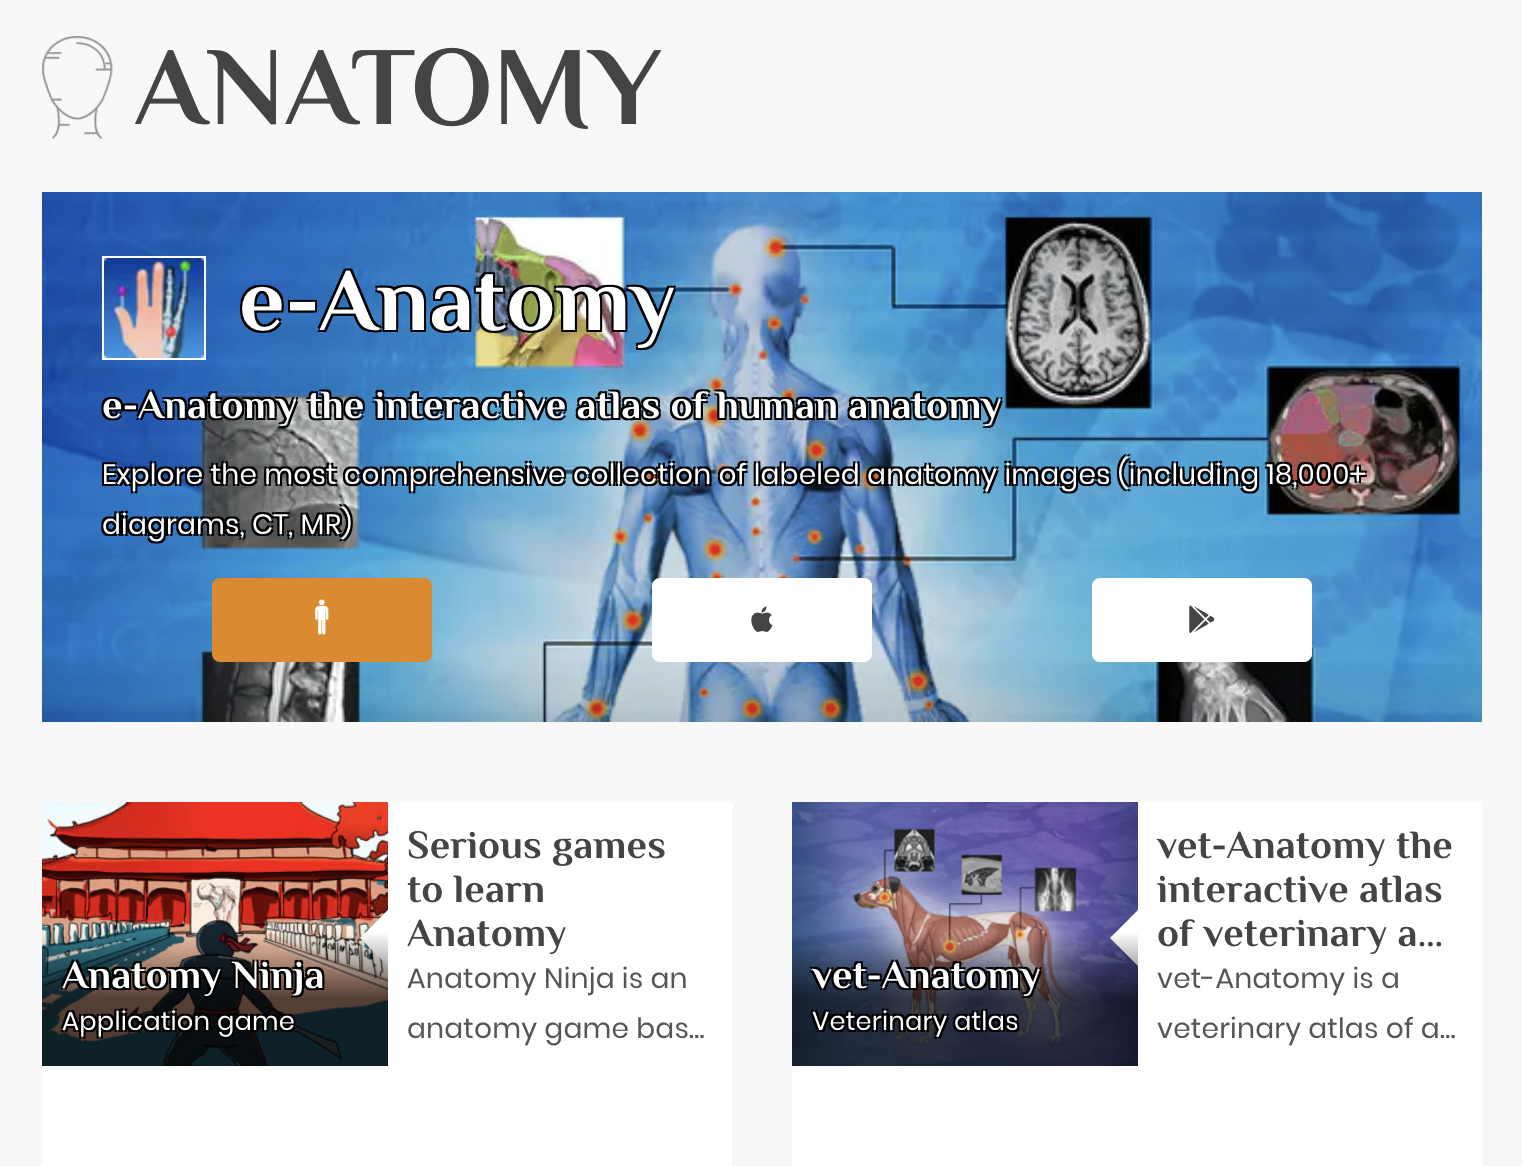 ANATOMY
e-Anatomy
e-Anatomy the interactive atlas of human anatomy
Explore the most comprehensive collection of labeled anatomy images (including 18,000+
diagrams, CT, MR)
Anatomy Ninja
Application game
Serious games
to learn
Anatomy
Anatomy Ninja is an
anatomy game bas...
vet-Anatomy
Veterinary atlas
vet-Anatomy the
interactive atlas
of veterinary a...
vet-Anatomy is a
veterinary atlas of a...